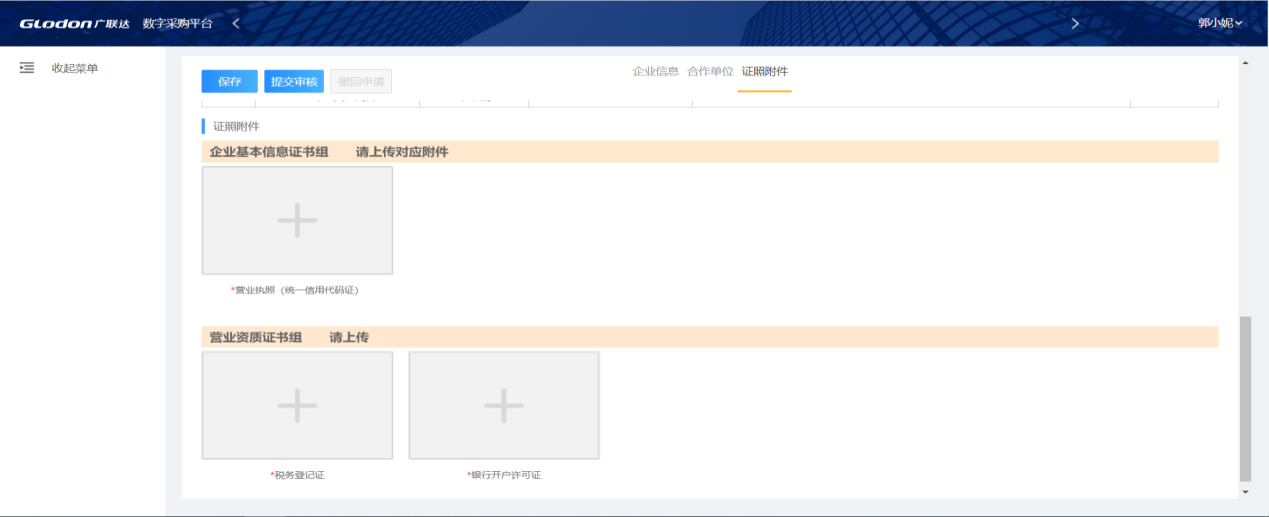 GLodon广联达 数字采购平台 < > 郭小妮
收起菜单
保存 提交审核 撤回申请 企业信息 合作单位 证照附件
证照附件
企业基本信息证书组 请上传对应附件
*营业执照（统一信用代码证）
营业资质证书组 请上传
*税务登记证 *银行开户许可证